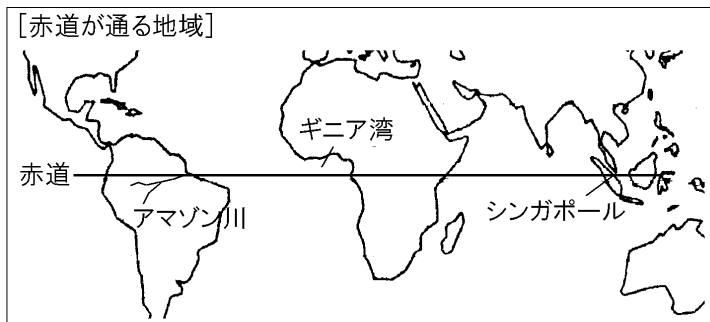 [赤道が通る地域]
ギニア湾
赤道
アマゾン川
シンガポール